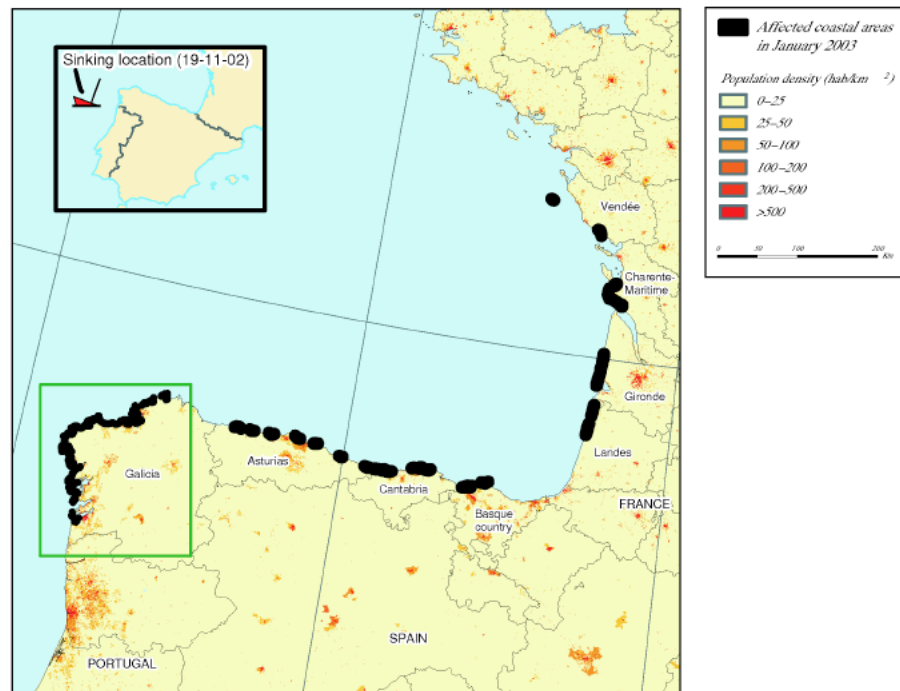 Sinking location (19-11-02)
Vendée
Charente-
Maritime
Gironde
Landes
FRANCE
Galicia
Asturias
Cantabria
Basque
country
SPAIN
PORTUGAL
Affected coastal areas
in January 2003
Population density (hab/km 2)
0–25
25–50
50–100
100–200
200–500
>500
0 50 100 200
Km